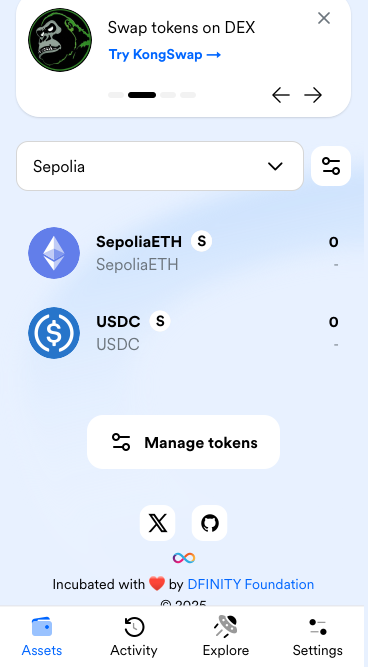 Swap tokens on DEX
Try KongSwap →
Sepolia
SepoliaETH S 0
SepoliaETH -
USDC S 0
USDC -
Manage tokens
Incubated with ❤️ by DFINITY Foundation
© 2025
Assets Activity Explore Settings